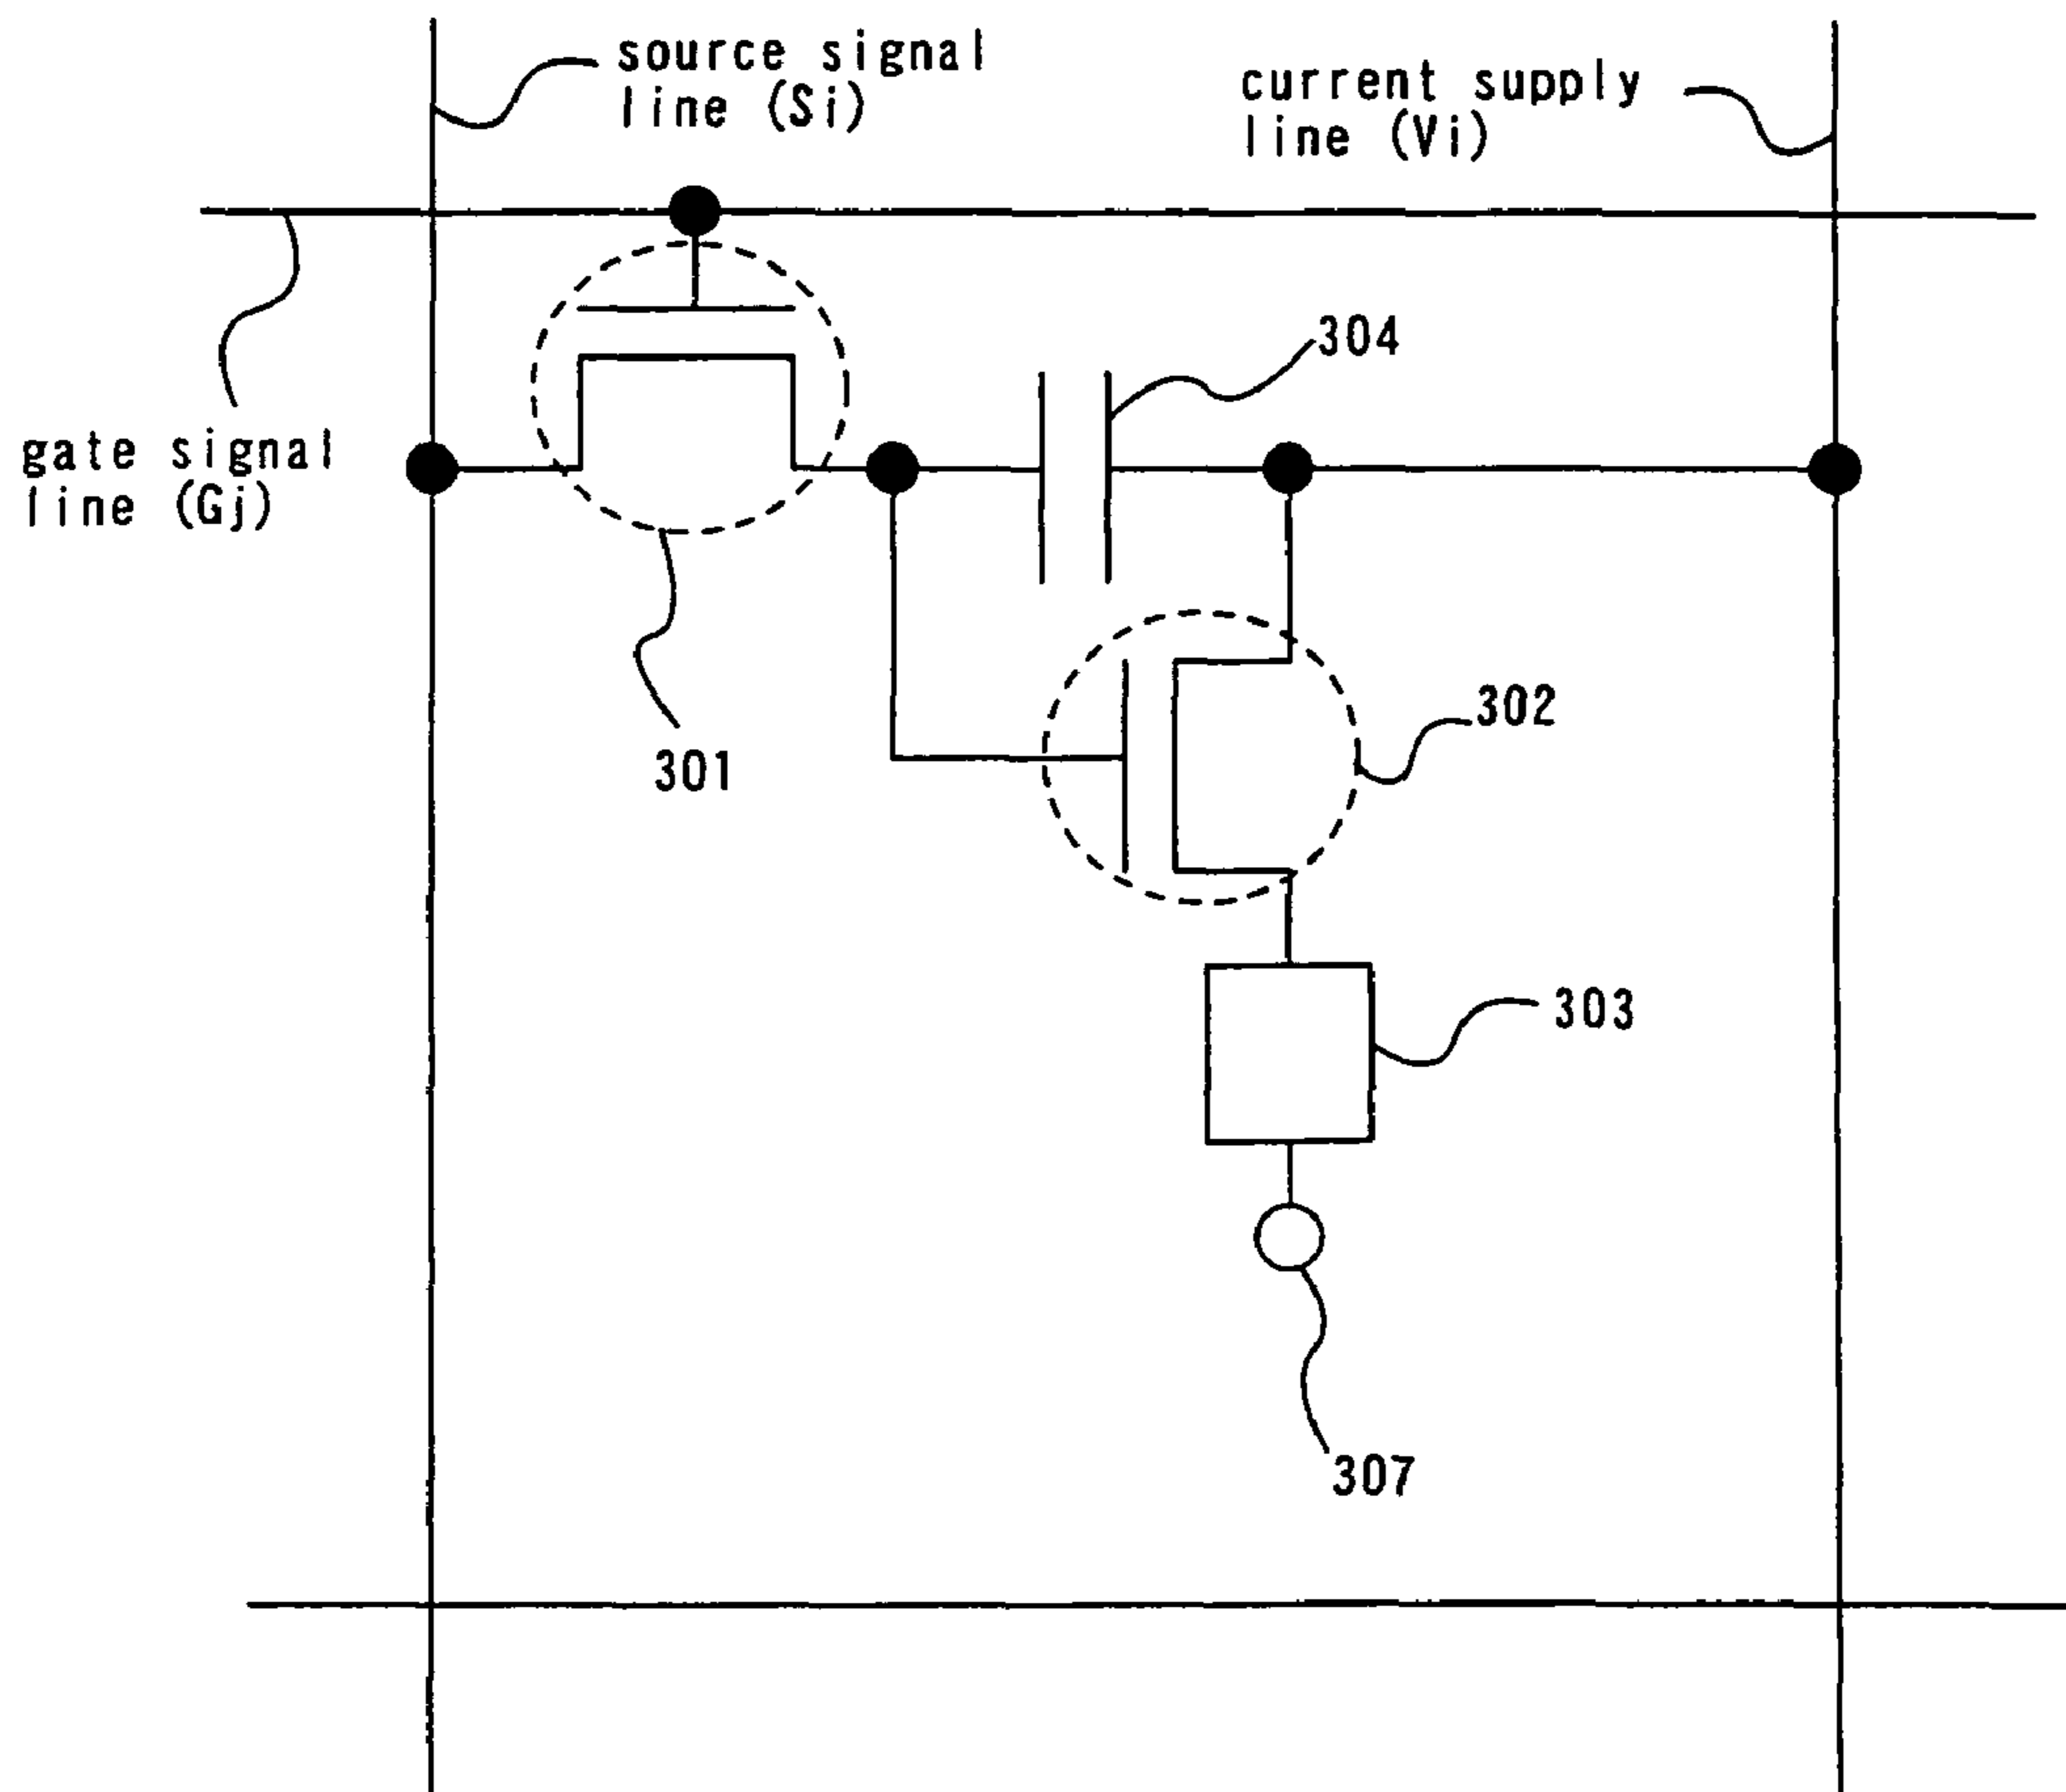 source signal
line (Si)
current supply
line (Vi)
304
gate signal
line (Gj)
302
301
303
307